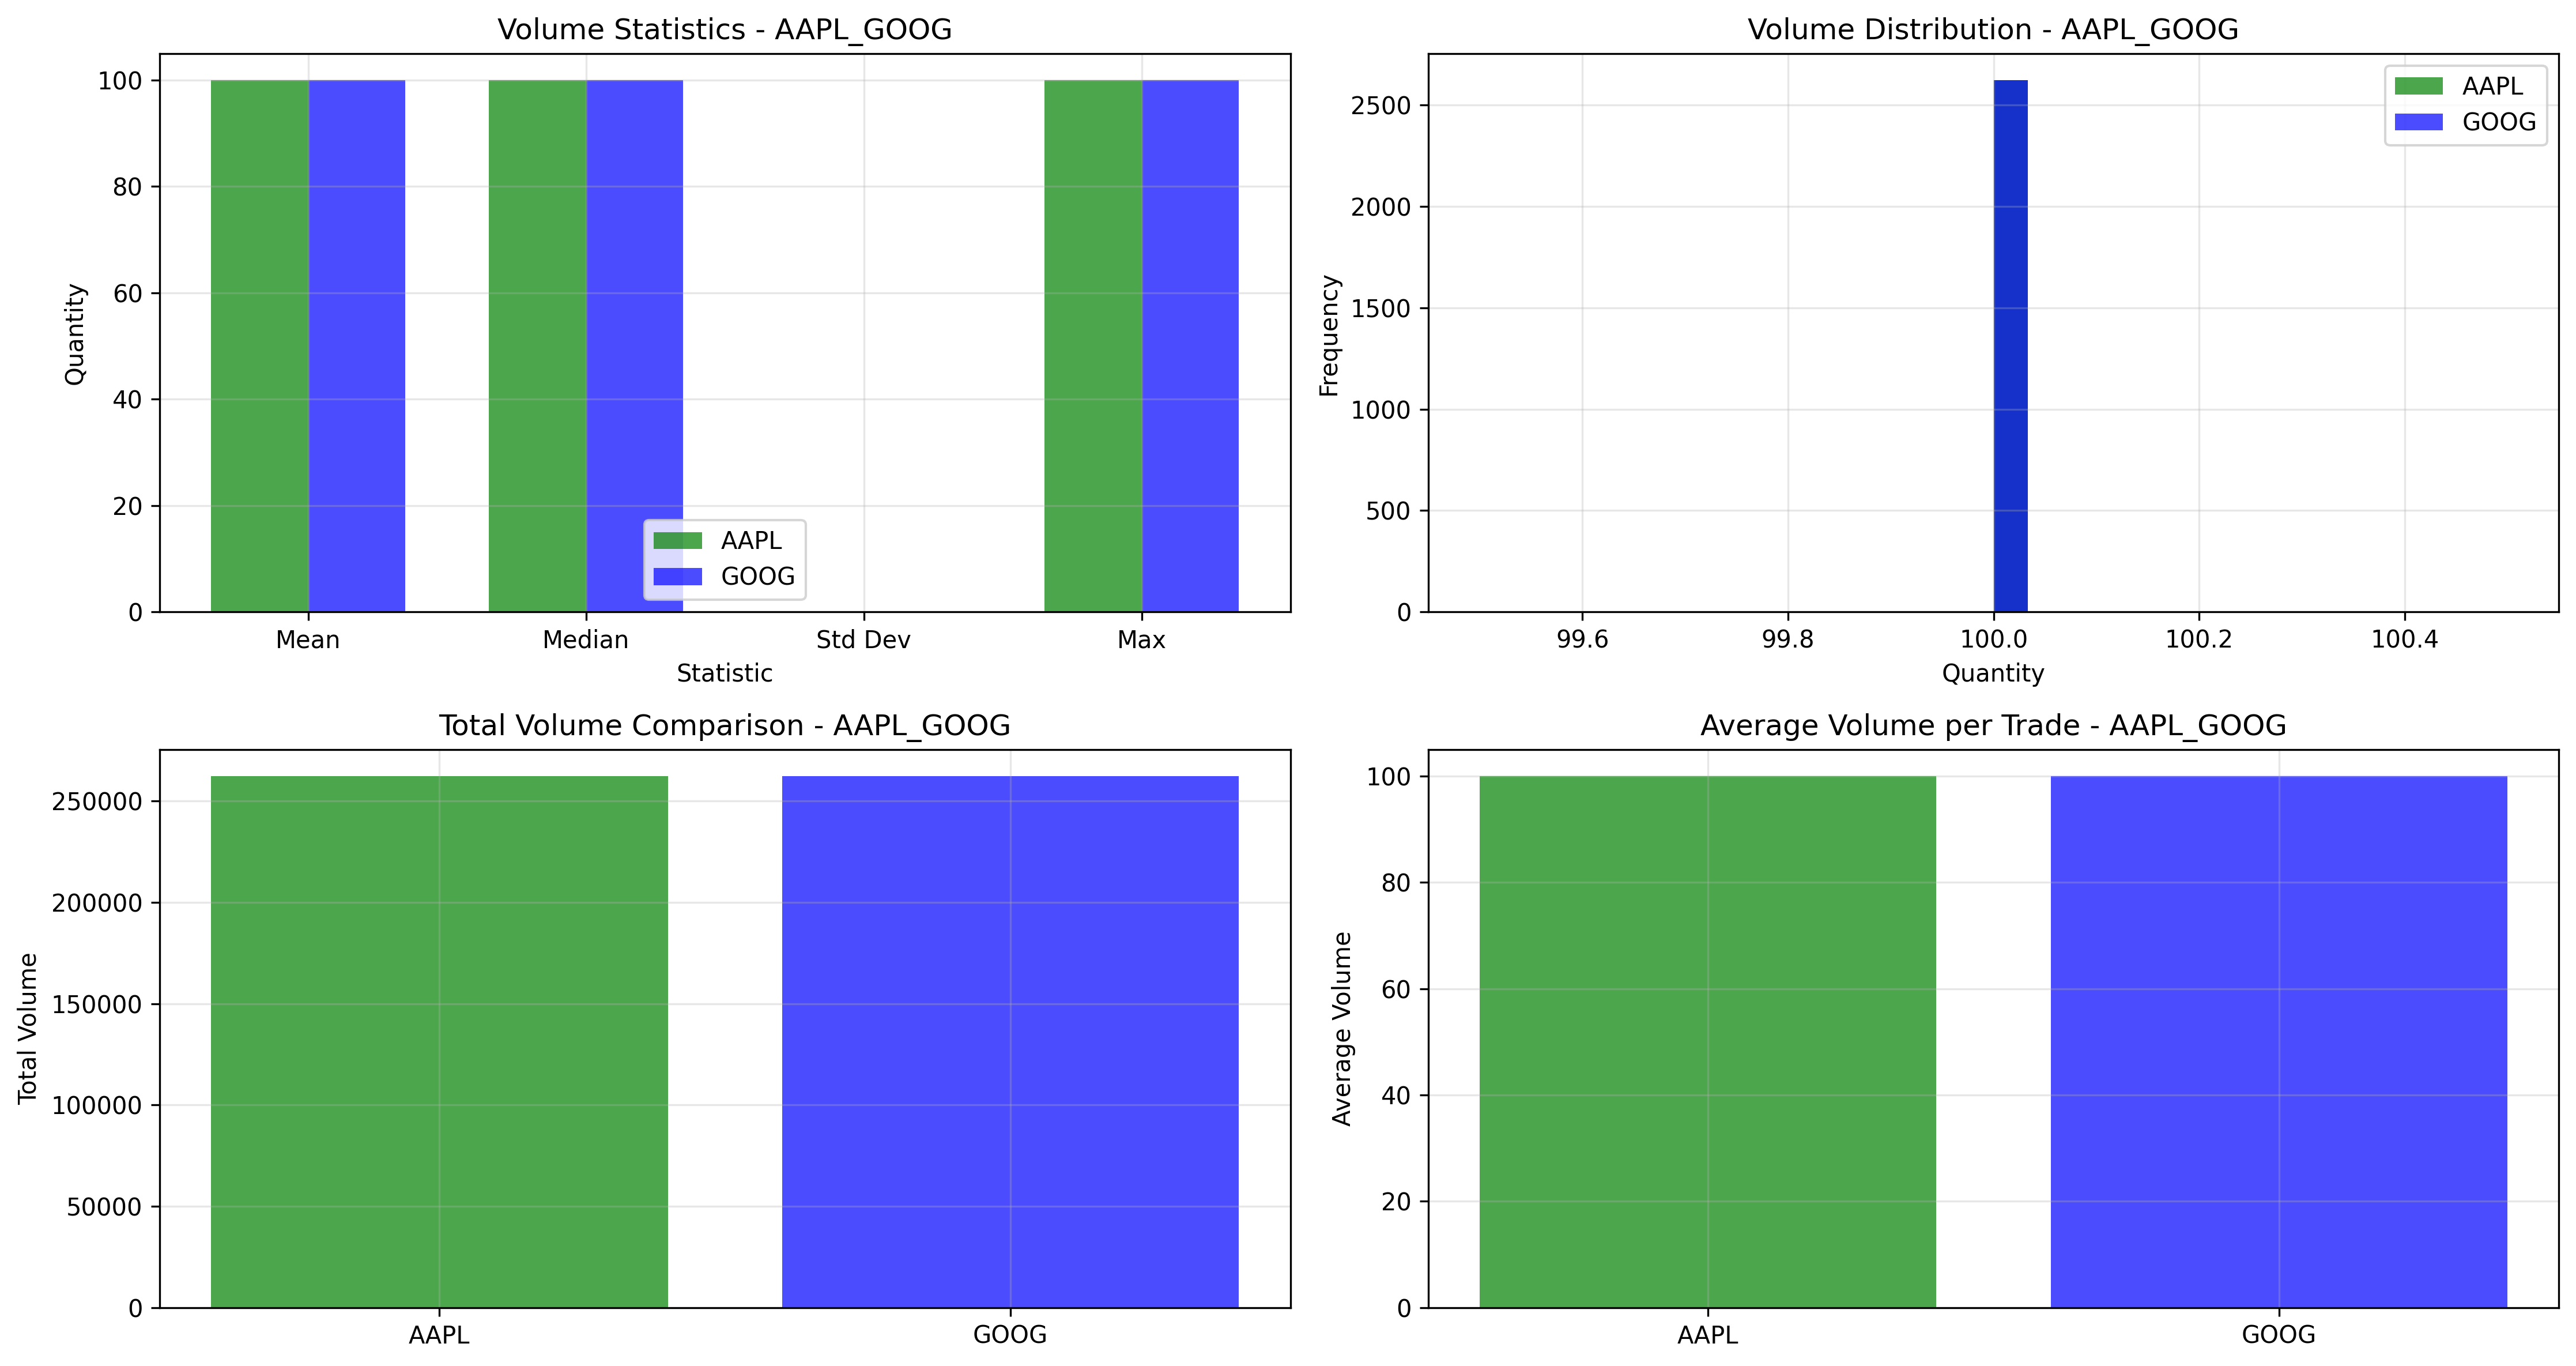 Volume Statistics - AAPL_GOOG
Quantity
100
80
60
40
20
0
AAPL
GOOG
Mean Median Std Dev Max
Statistic
Volume Distribution - AAPL_GOOG
Frequency
2500
2000
1500
1000
500
0
AAPL
GOOG
99.6 99.8 100.0 100.2 100.4
Quantity
Total Volume Comparison - AAPL_GOOG
Total Volume
250000
200000
150000
100000
50000
0
AAPL GOOG
Average Volume per Trade - AAPL_GOOG
Average Volume
100
80
60
40
20
0
AAPL GOOG